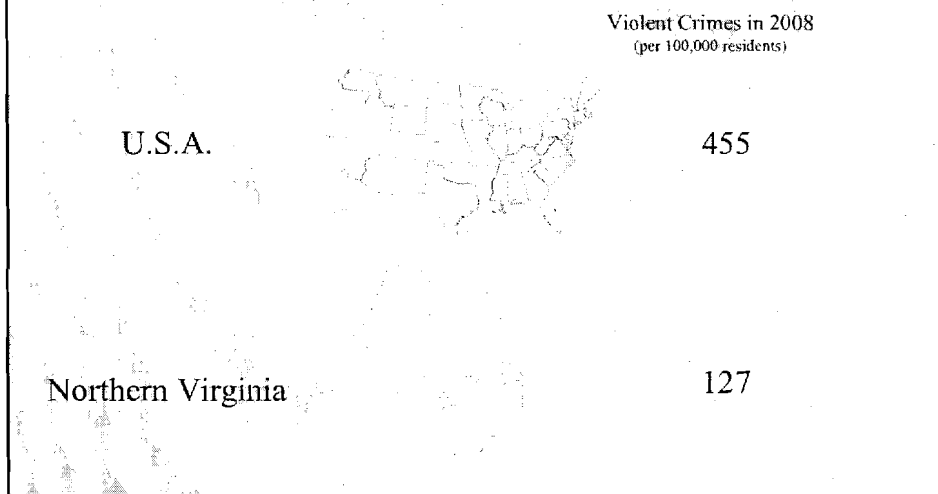 Violent Crimes in 2008
(per 100,000 residents)
U.S.A.
455
Northern Virginia
127